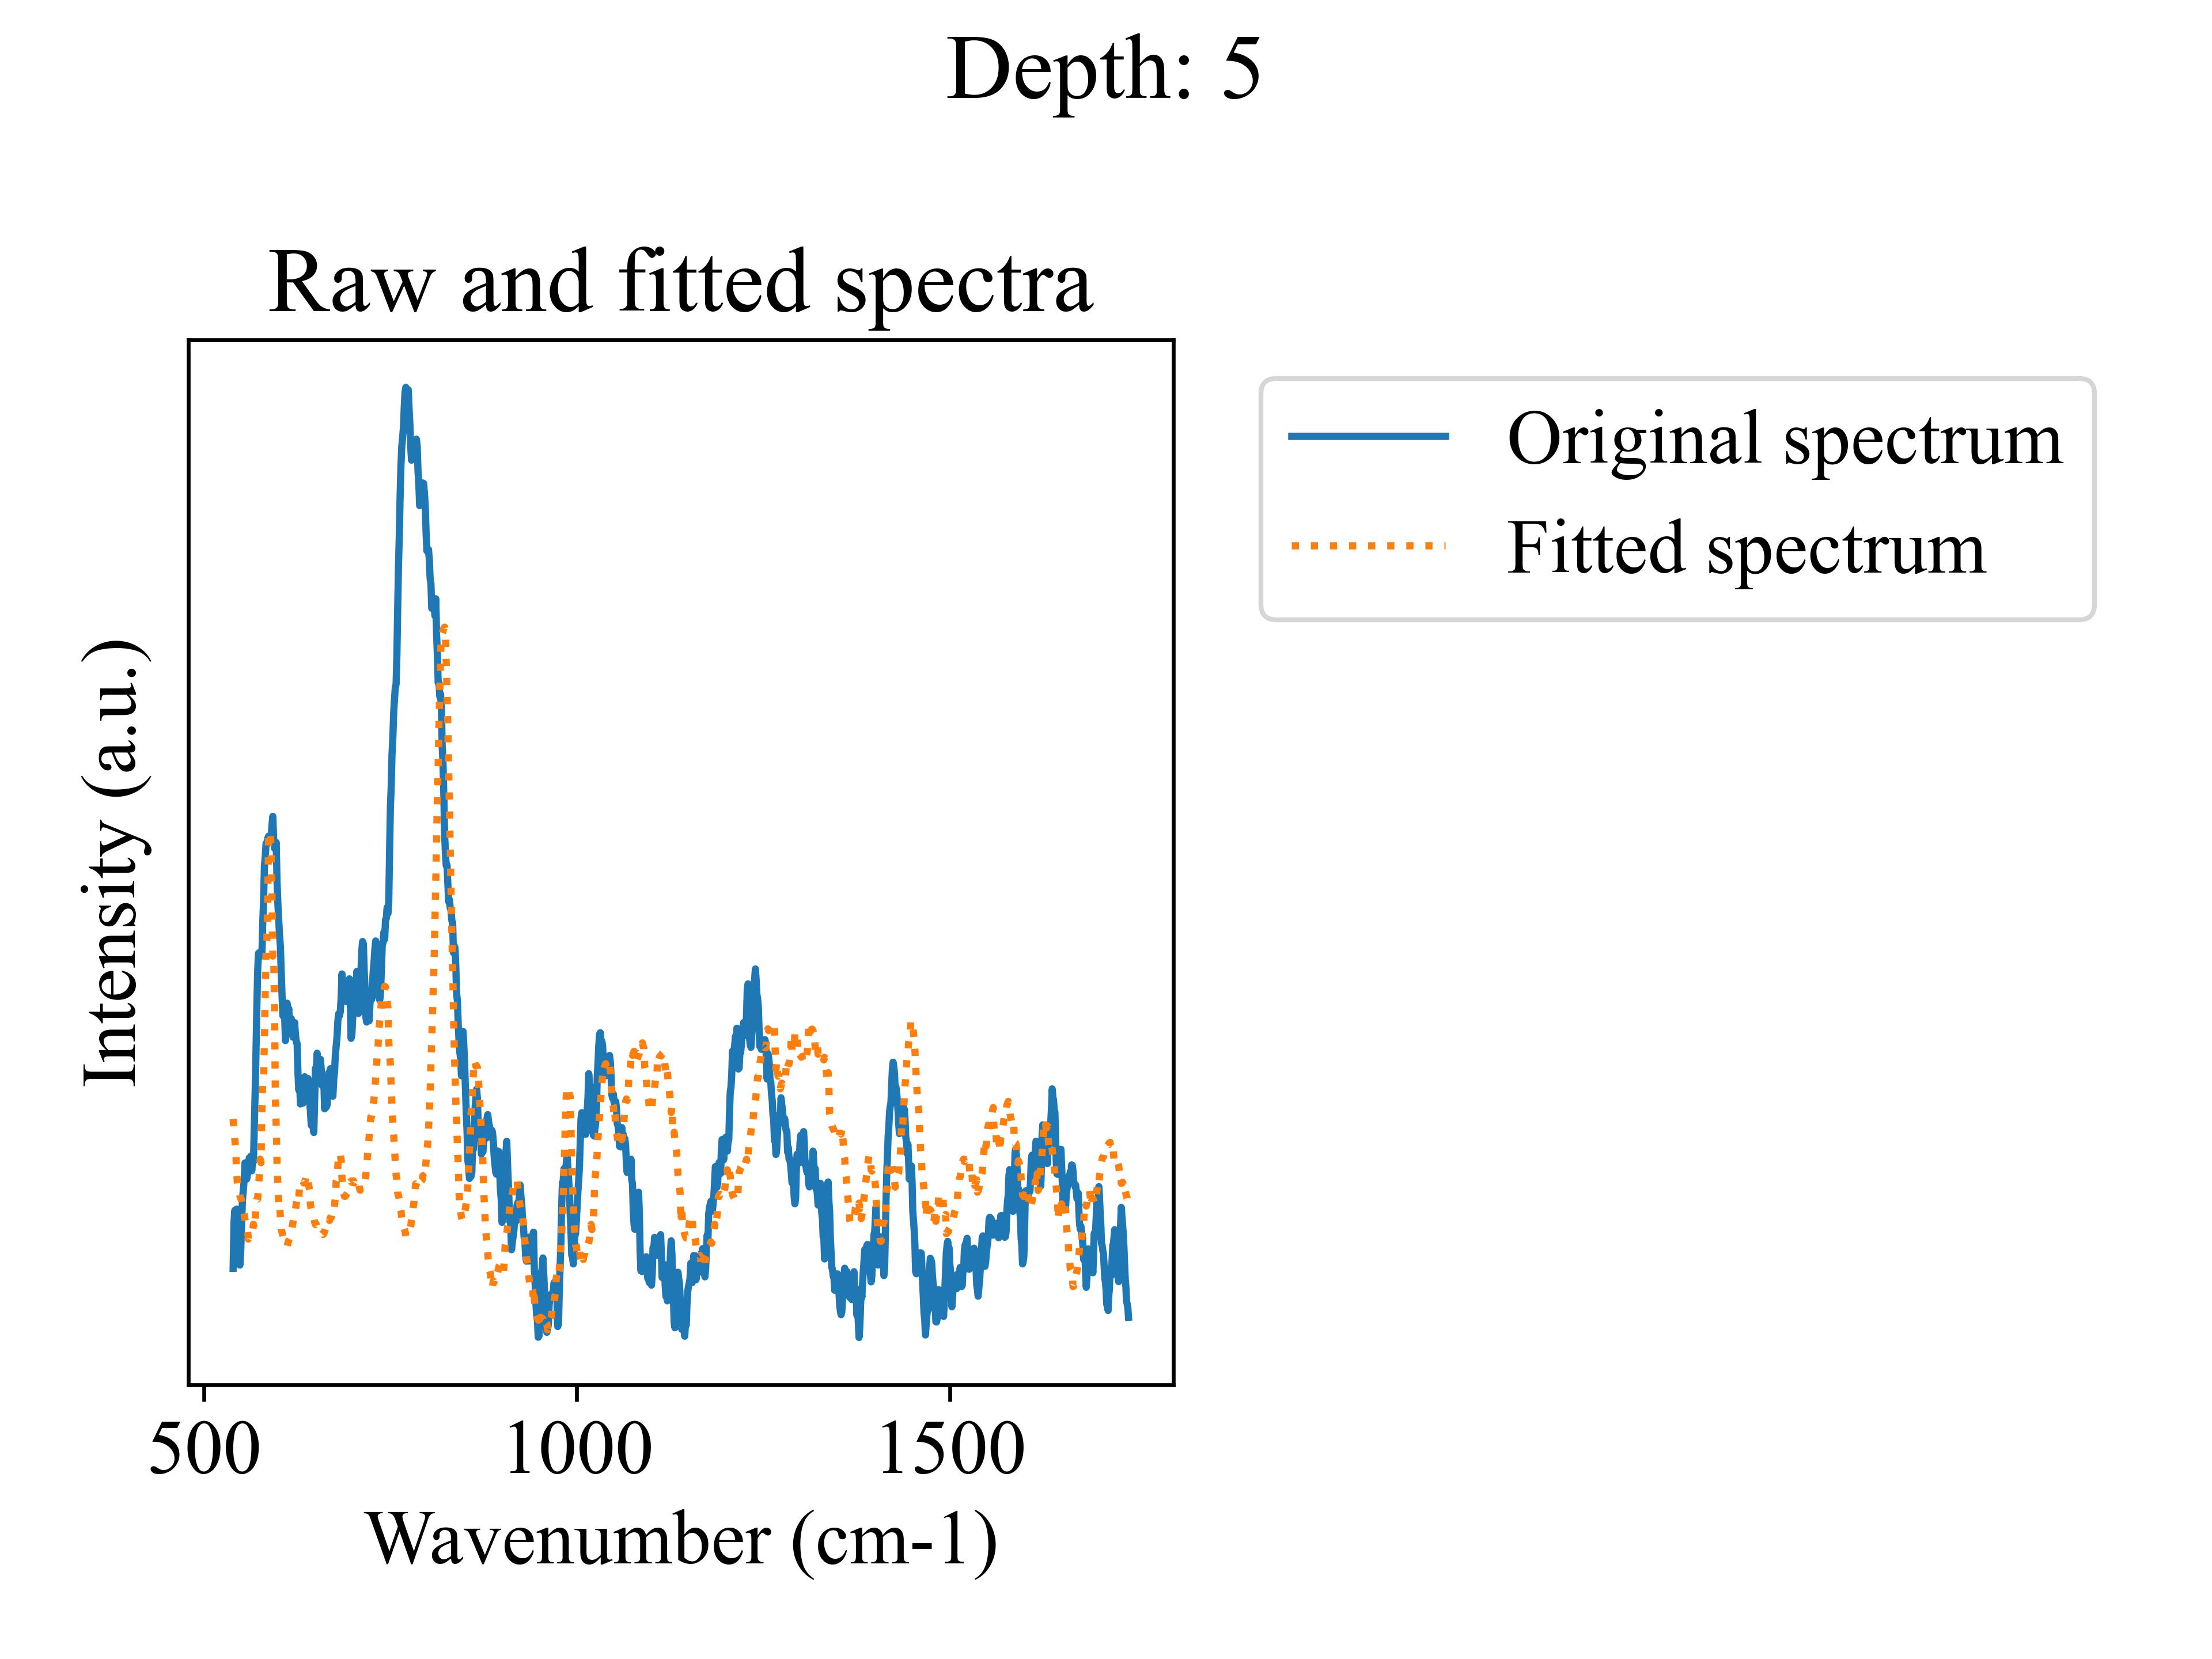 Depth: 5
Raw and fitted spectra
Original spectrum
Fitted spectrum
Intensity (a.u.)
500 1000 1500
Wavenumber (cm-1)